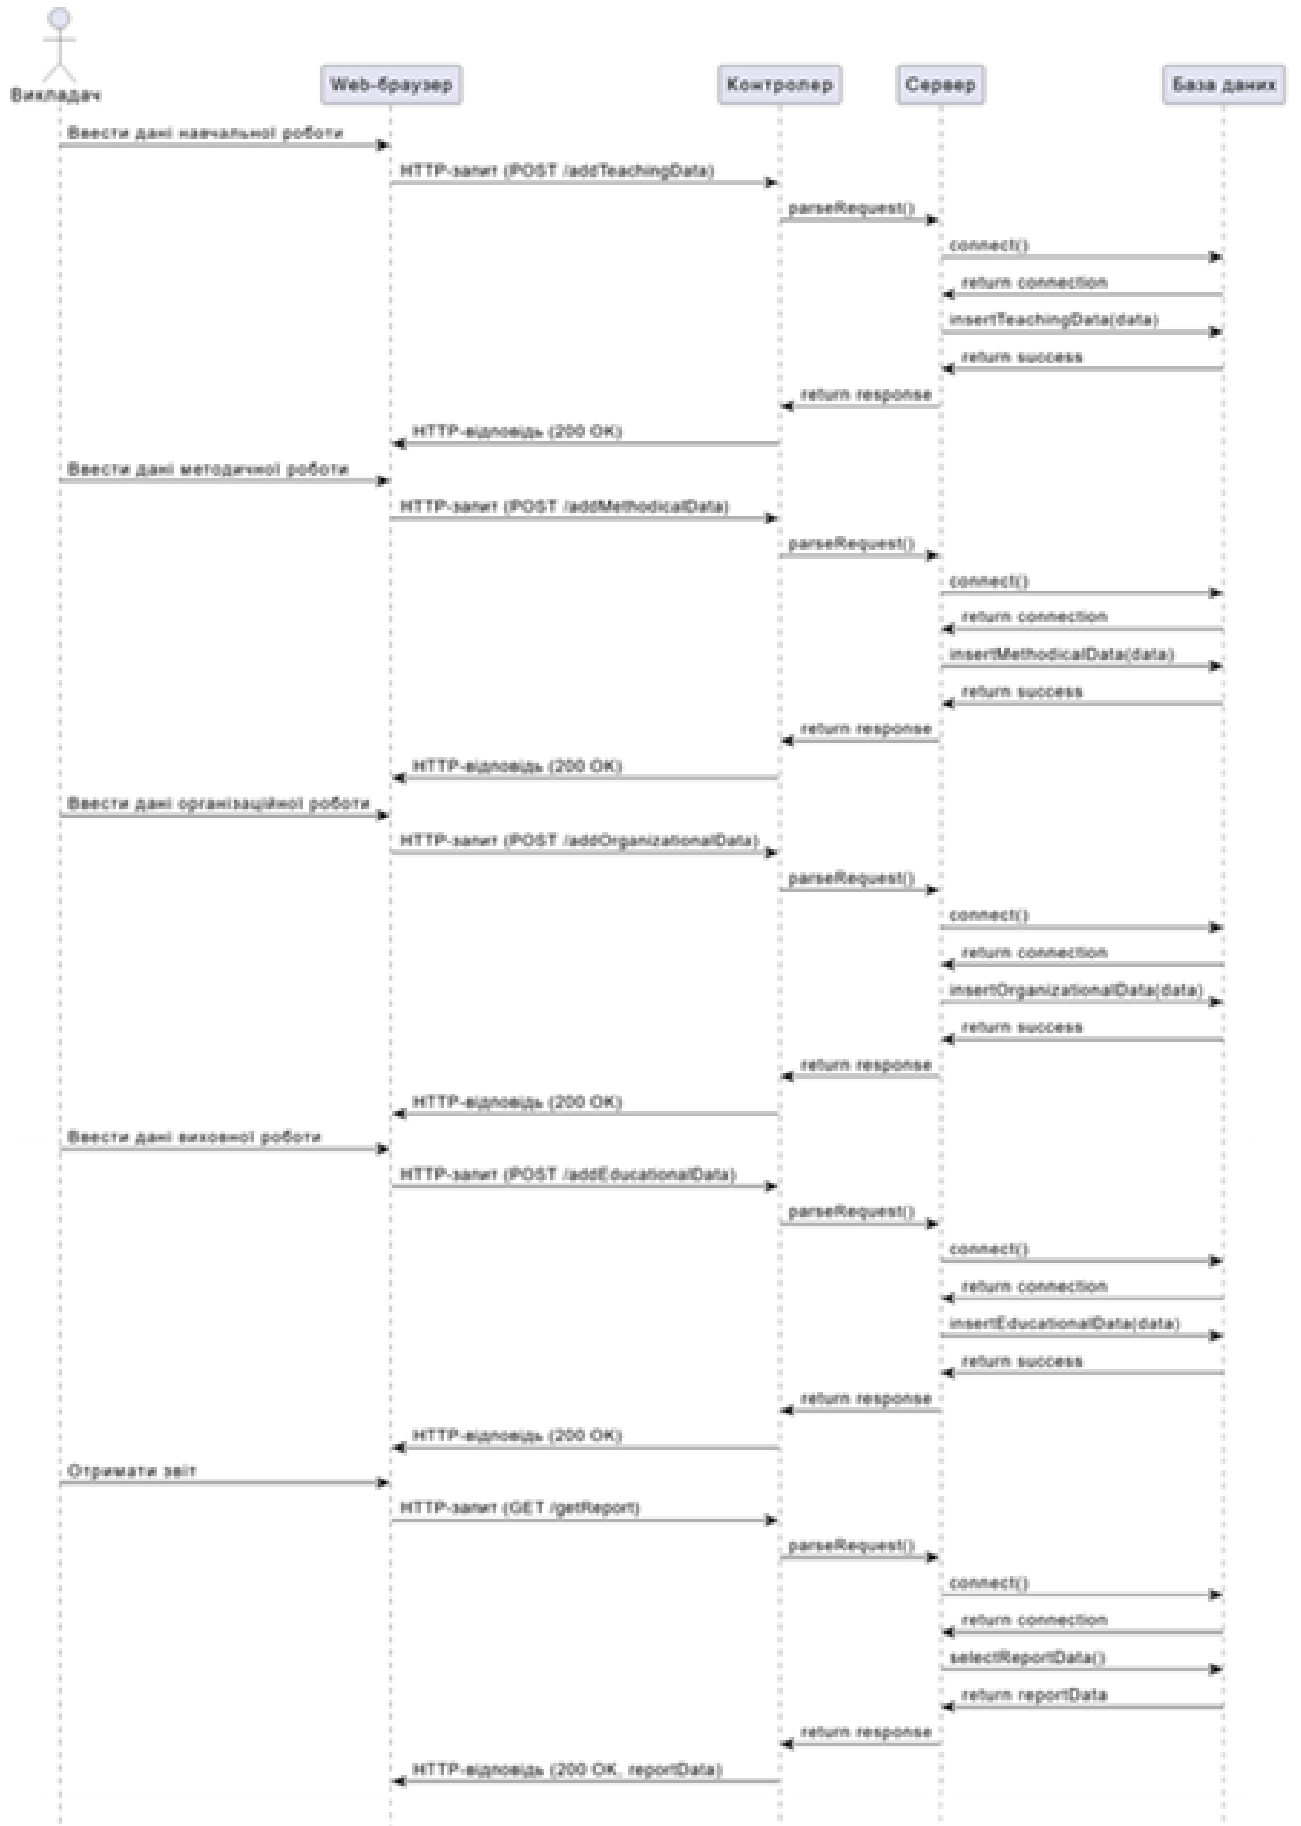 Викладач
Web-браузер
Контролер
Сервер
База даних
Ввести дані навчальної роботи
HTTP-запит (POST /addTeachingData)
parseRequest()
connect()
return connection
insertTeachingData(data)
return success
return response
HTTP-відповідь (200 OK)
Ввести дані методичної роботи
HTTP-запит (POST /addMethodicalData)
parseRequest()
connect()
return connection
insertMethodicalData(data)
return success
return response
HTTP-відповідь (200 OK)
Ввести дані організаційної роботи
HTTP-запит (POST /addOrganizationalData)
parseRequest()
connect()
return connection
insertOrganizationalData(data)
return success
return response
HTTP-відповідь (200 OK)
Ввести дані виховної роботи
HTTP-запит (POST /addEducationalData)
parseRequest()
connect()
return connection
insertEducationalData(data)
return success
return response
HTTP-відповідь (200 OK)
Отримати звіт
HTTP-запит (GET /getReport)
parseRequest()
connect()
return connection
selectReportData()
return reportData
return response
HTTP-відповідь (200 OK, reportData)